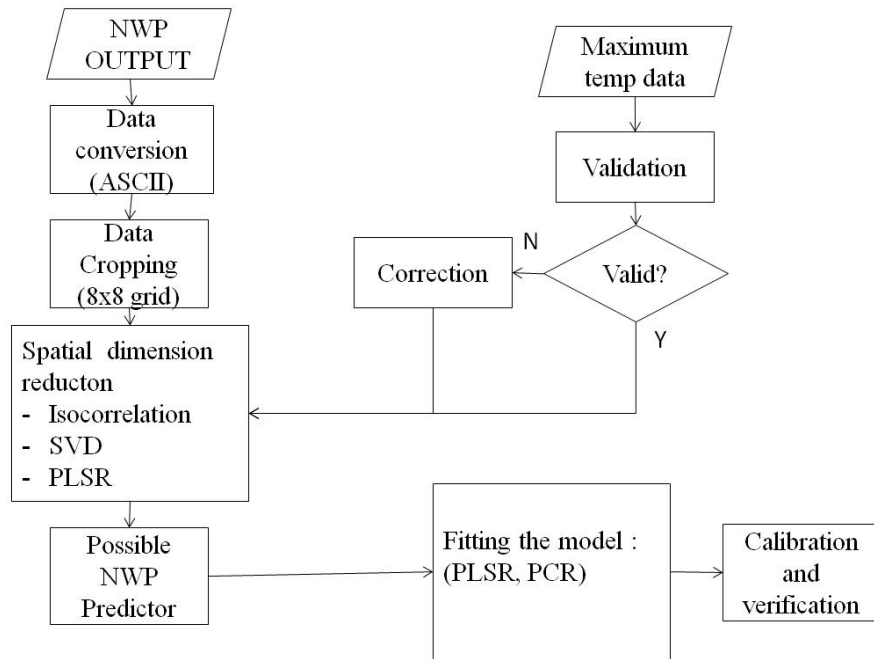 NWP
OUTPUT
Data
conversion
(ASCII)
Data
Cropping
(8x8 grid)
Spatial dimension
reducton
- Isocorrelation
- SVD
- PLSR
Possible
NWP
Predictor
Maximum
temp data
Validation
Valid?
N
Y
Correction
Fitting the model :
(PLSR, PCR)
Calibration
and
verification